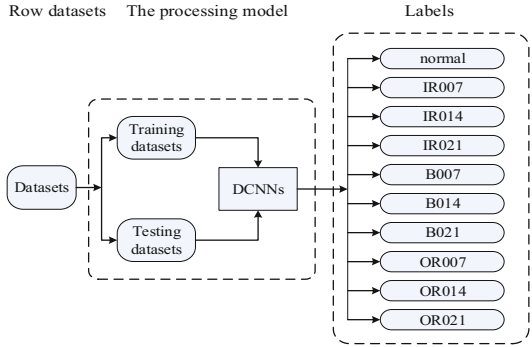 Row datasets
The processing model
Labels
Datasets
Training
datasets
Testing
datasets
DCNNs
normal
IR007
IR014
IR021
B007
B014
B021
OR007
OR014
OR021